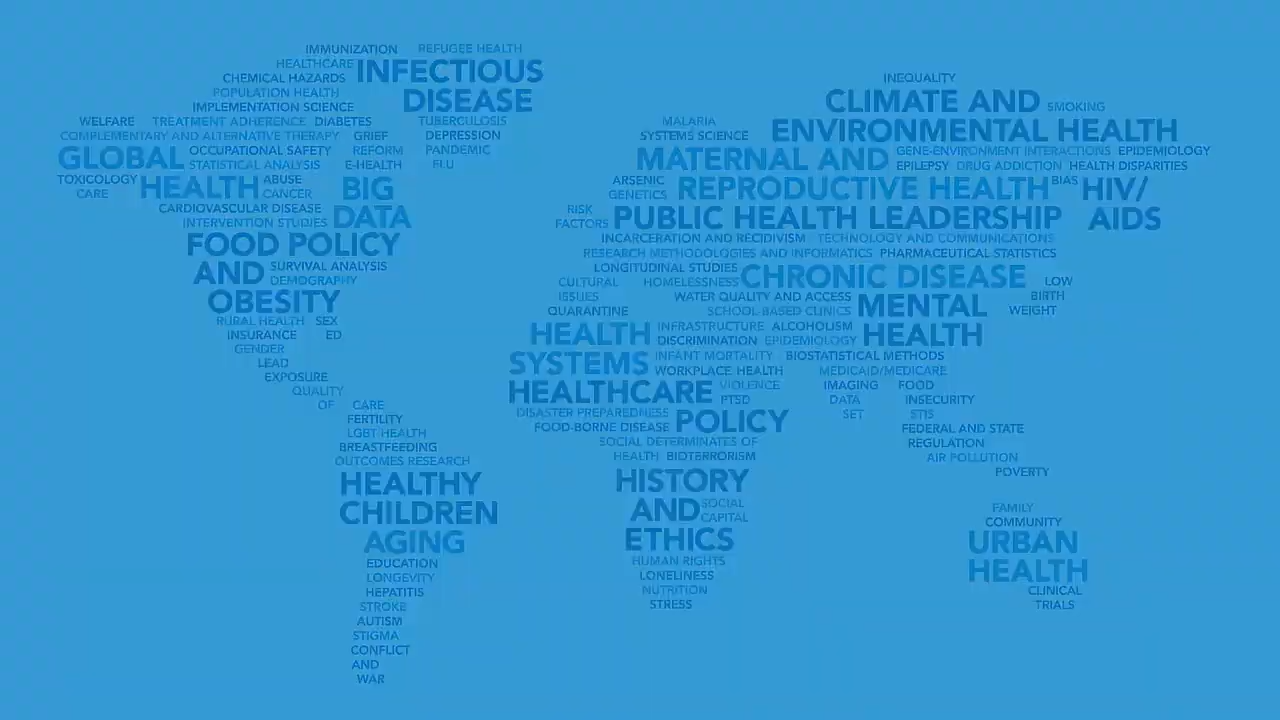 IMMUNIZATION REFUGEE HEALTH
HEALTHCARE INFECTIOUS
CHEMICAL HAZARDS
POPULATION HEALTH DISEASE
IMPLEMENTATION SCIENCE
WELFARE TREATMENT ADHERENCE DIABETES TUBERCULOSIS
COMPLEMENTARY AND ALTERNATIVE THERAPY GRIEF DEPRESSION
GLOBAL OCCUPATIONAL SAFETY REFORM PANDEMIC
STATISTICAL ANALYSIS E-HEALTH FLU
TOXICOLOGY HEALTH ABUSE BIG
CARE CANCER
CARDIOVASCULAR DISEASE DATA
INTERVENTION STUDIES
FOOD POLICY
AND SURVIVAL ANALYSIS
DEMOGRAPHY
OBESITY
RURAL HEALTH SEX
INSURANCE ED
GENDER
LEAD
EXPOSURE
QUALITY
OF CARE
FERTILITY
LGBT HEALTH
BREASTFEEDING
OUTCOMES RESEARCH
HEALTHY
CHILDREN
AGING
EDUCATION
LONGEVITY
HEPATITIS
STROKE
AUTISM
STIGMA
CONFLICT
AND
WAR
INEQUALITY
CLIMATE AND SMOKING
MALARIA ENVIRONMENTAL HEALTH
SYSTEMS SCIENCE
MATERNAL AND GENE-ENVIRONMENT INTERACTIONS EPIDEMIOLOGY
EPILEPSY DRUG ADDICTION HEALTH DISPARITIES
ARSENIC REPRODUCTIVE HEALTH BIAS HIV/
GENETICS
RISK PUBLIC HEALTH LEADERSHIP AIDS
FACTORS
INCARCERATION AND RECIDIVISM TECHNOLOGY AND COMMUNICATIONS
RESEARCH METHODOLOGIES AND INFORMATICS PHARMACEUTICAL STATISTICS
LONGITUDINAL STUDIES CHRONIC DISEASE
CULTURAL HOMELESSNESS LOW
ISSUES WATER QUALITY AND ACCESS MENTAL BIRTH
QUARANTINE SCHOOL BASED CLINICS WEIGHT
HEALTH INFRASTRUCTURE ALCOHOLISM HEALTH
DISCRIMINATION EPIDEMIOLOGY
SYSTEMS INFANT MORTALITY BIOSTATISTICAL METHODS
WORKPLACE HEALTH MEDICAID/MEDICARE
HEALTHCARE VIOLENCE IMAGING FOOD
PTSD DATA INSECURITY
DISASTER PREPAREDNESS POLICY SET STIS
FOOD-BORNE DISEASE FEDERAL AND STATE
SOCIAL DETERMINATES OF REGULATION
HEALTH BIOTERRORISM AIR POLLUTION
POVERTY
HISTORY
AND SOCIAL
CAPITAL
ETHICS
HUMAN RIGHTS
LONELINESS
NUTRITION
STRESS
FAMILY
COMMUNITY
URBAN
HEALTH
CLINICAL
TRIALS